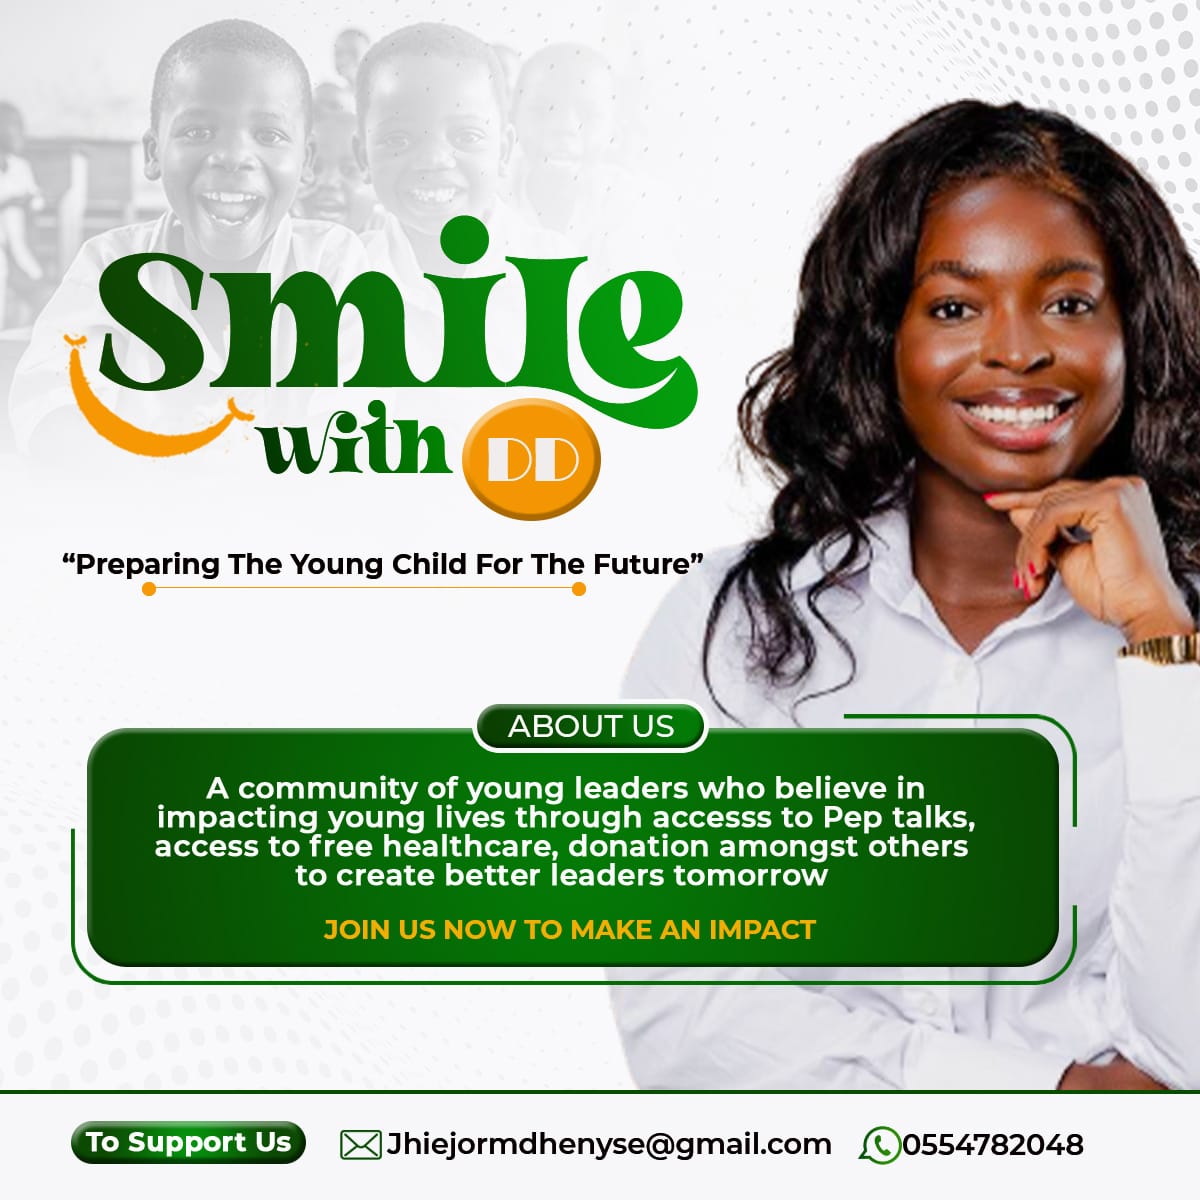 Smile
with DD
“Preparing The Young Child For The Future”
ABOUT US
A community of young leaders who believe in
impacting young lives through accesss to Pep talks,
access to free healthcare, donation amongst others
to create better leaders tomorrow
JOIN US NOW TO MAKE AN IMPACT
To Support Us Jhiejormdhenyse@gmail.com 0554782048